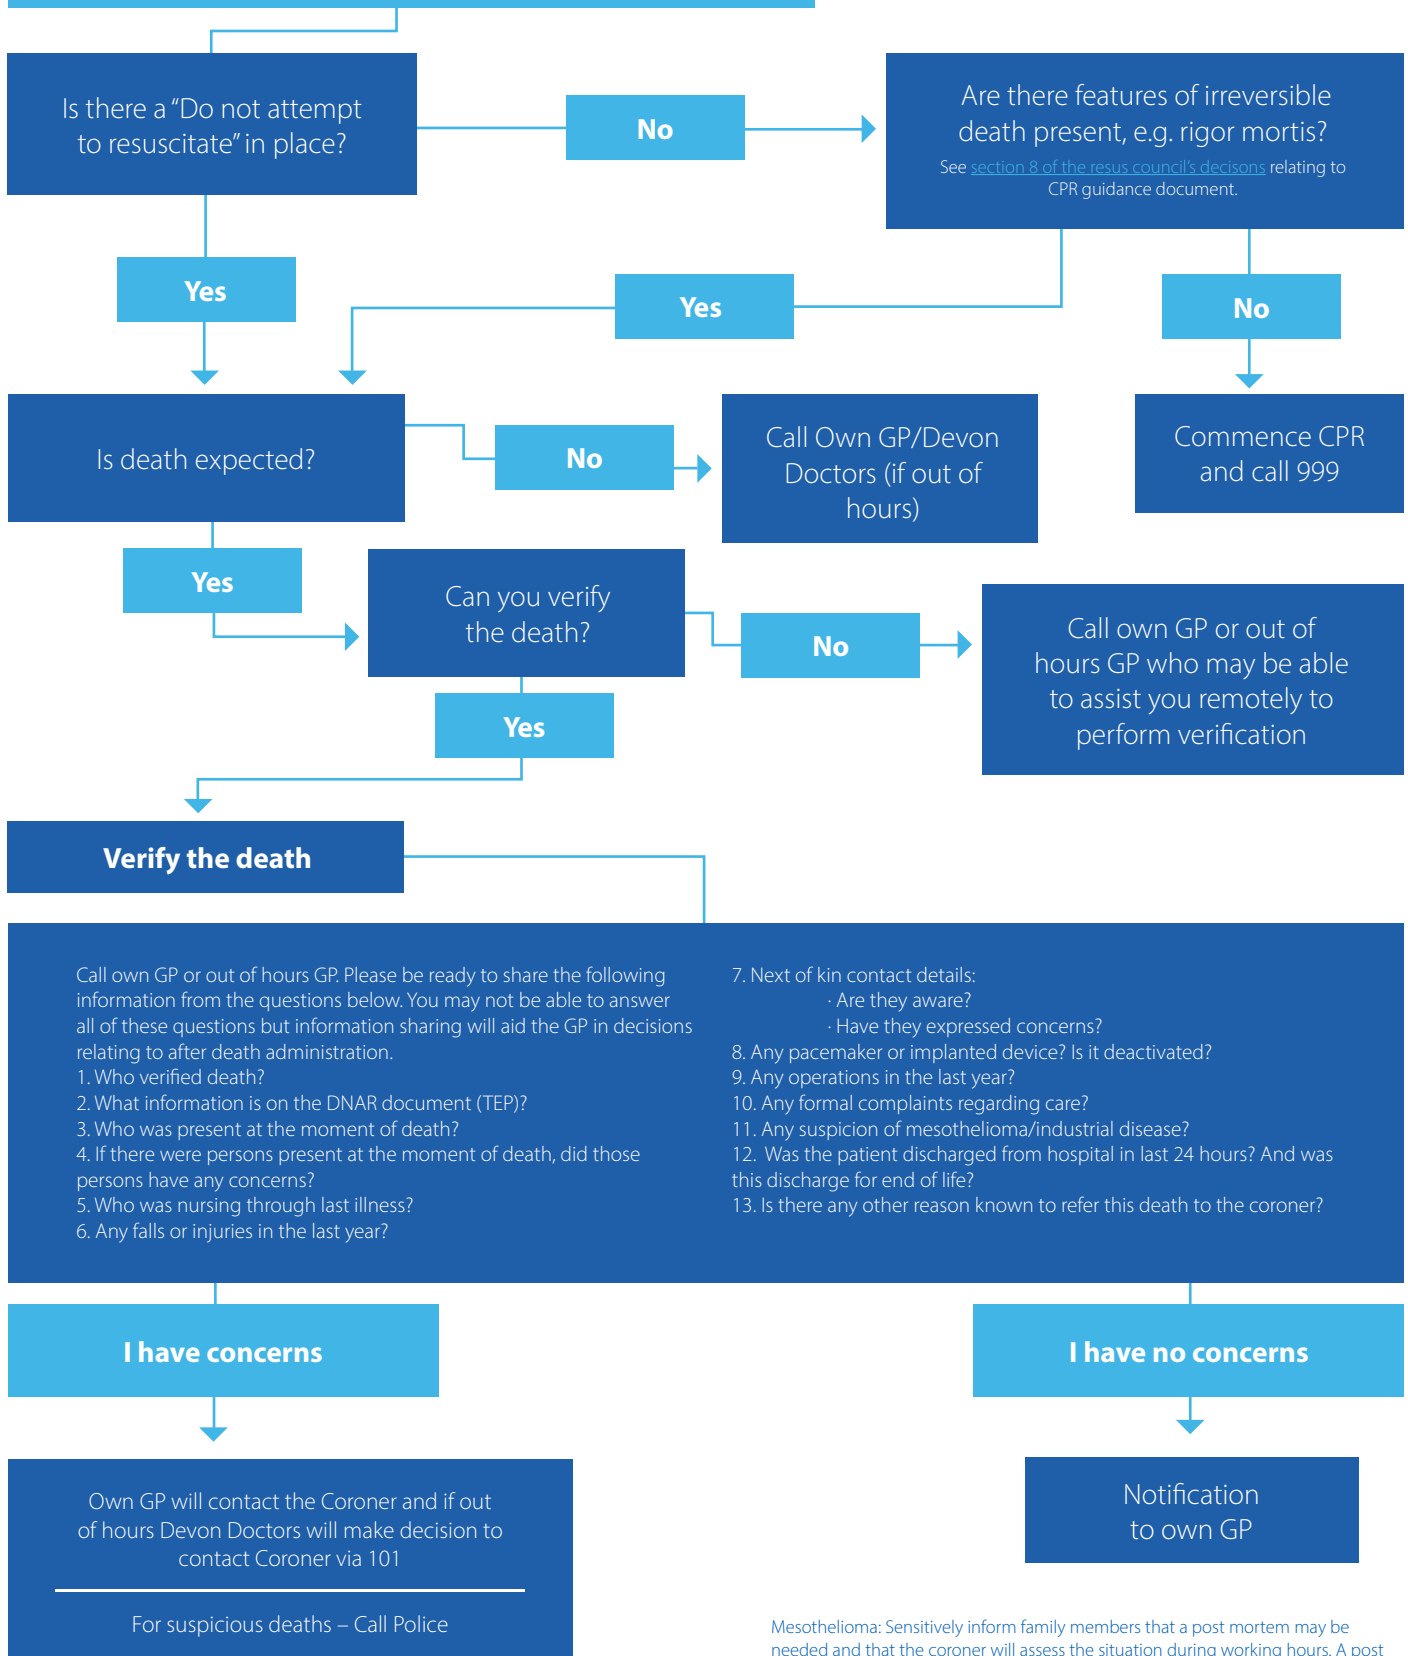 Is there a “Do not attempt
to resuscitate” in place?
No
Are there features of irreversible
death present, e.g. rigor mortis?
See section 8 of the resus council’s decisons relating to
CPR guidance document.
Yes
Yes
No
Is death expected?
No
Call Own GP/Devon
Doctors (if out of
hours)
Commence CPR
and call 999
Yes
Can you verify
the death?
No
Call own GP or out of
hours GP who may be able
to assist you remotely to
perform verification
Yes
Verify the death
Call own GP or out of hours GP. Please be ready to share the following
information from the questions below. You may not be able to answer
all of these questions but information sharing will aid the GP in decisions
relating to after death administration.
1. Who verified death?
2. What information is on the DNAR document (TEP)?
3. Who was present at the moment of death?
4. If there were persons present at the moment of death, did those
persons have any concerns?
5. Who was nursing through last illness?
6. Any falls or injuries in the last year?
7. Next of kin contact details:
· Are they aware?
· Have they expressed concerns?
8. Any pacemaker or implanted device? Is it deactivated?
9. Any operations in the last year?
10. Any formal complaints regarding care?
11. Any suspicion of mesothelioma/industrial disease?
12. Was the patient discharged from hospital in last 24 hours? And was
this discharge for end of life?
13. Is there any other reason known to refer this death to the coroner?
I have concerns
I have no concerns
Own GP will contact the Coroner and if out
of hours Devon Doctors will make decision to
contact Coroner via 101
For suspicious deaths – Call Police
Notification
to own GP
Mesothelioma: Sensitively inform family members that a post mortem may be
needed and that the coroner will assess the situation during working hours. A post